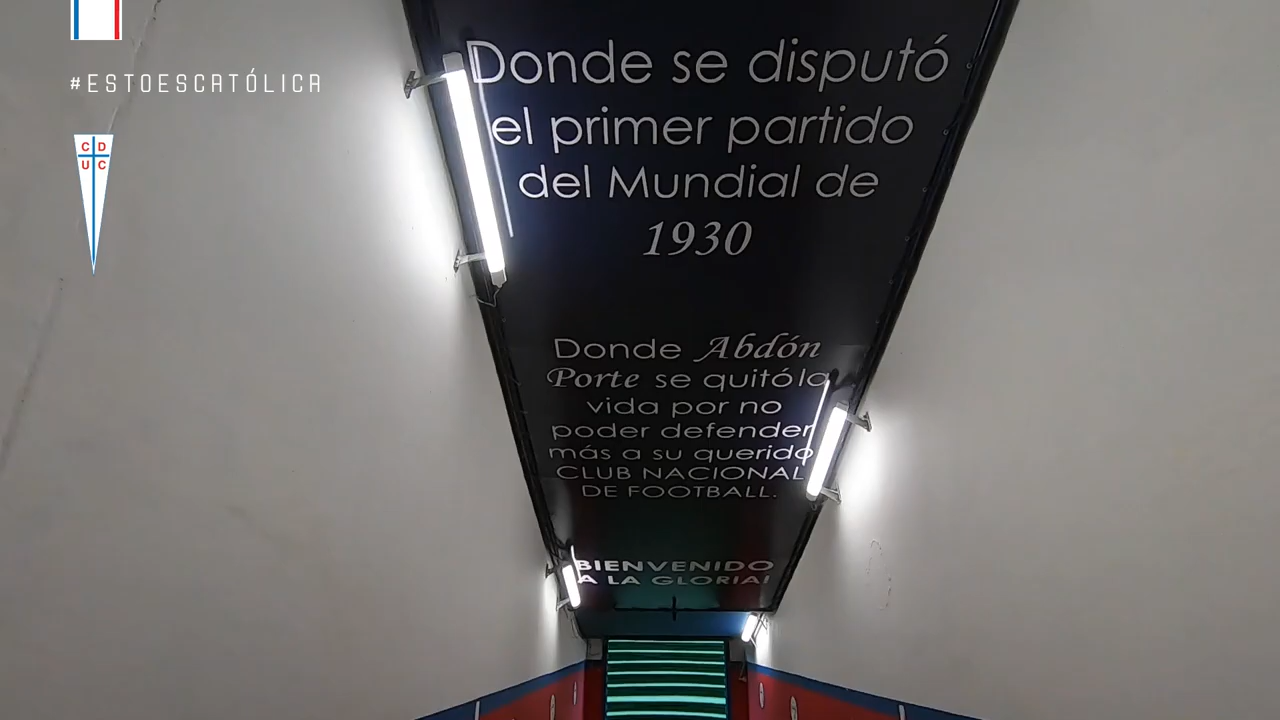 #ESTOESCATÓLICA
C D
U C
Donde se disputó
el primer partido
del Mundial de
1930
Donde Abdón
Porte se quitó la
vida por no
poder defender
más a su querido
CLUB NACIONAL
DE FOOTBALL.
BIENVENIDO
A LA GLORIA!